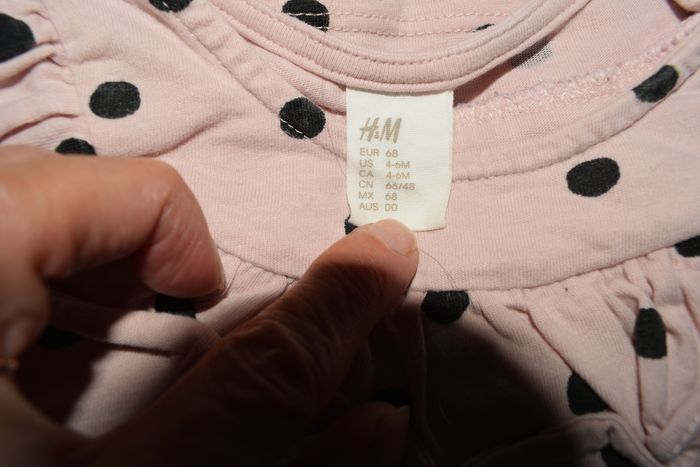 H&M
EUR 68
US 4-6M
CA 4-6M
CN 66/48
MX 68
AUS 00